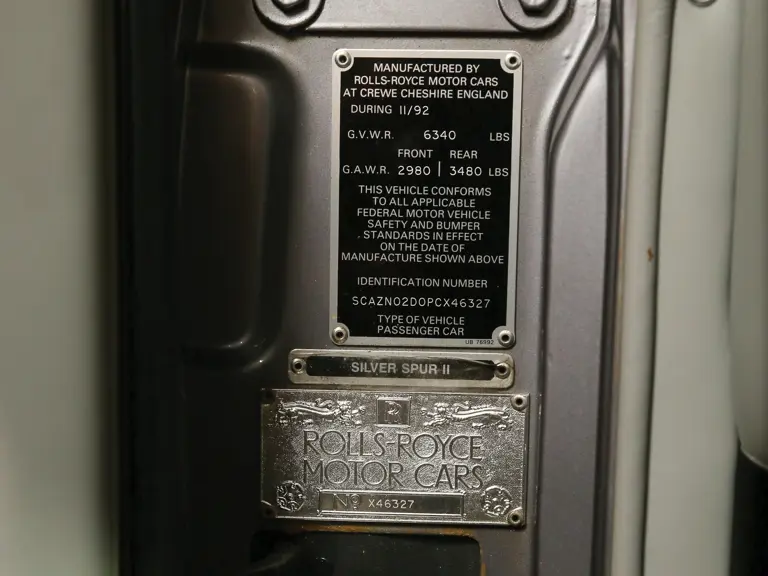 MANUFACTURED BY
ROLLS-ROYCE MOTOR CARS
AT CREWE CHESHIRE ENGLAND
DURING 11/92
G.V.W.R. 6340 LBS
FRONT REAR
G.A.W.R. 2980 | 3480 LBS
THIS VEHICLE CONFORMS
TO ALL APPLICABLE
FEDERAL MOTOR VEHICLE
SAFETY AND BUMPER
STANDARDS IN EFFECT
ON THE DATE OF
MANUFACTURE SHOWN ABOVE
IDENTIFICATION NUMBER
SCAZN02D0PCX46327
TYPE OF VEHICLE
PASSENGER CAR
UB 76992
SILVER SPUR II
R
ROLLS-ROYCE
MOTOR CARS
No X46327